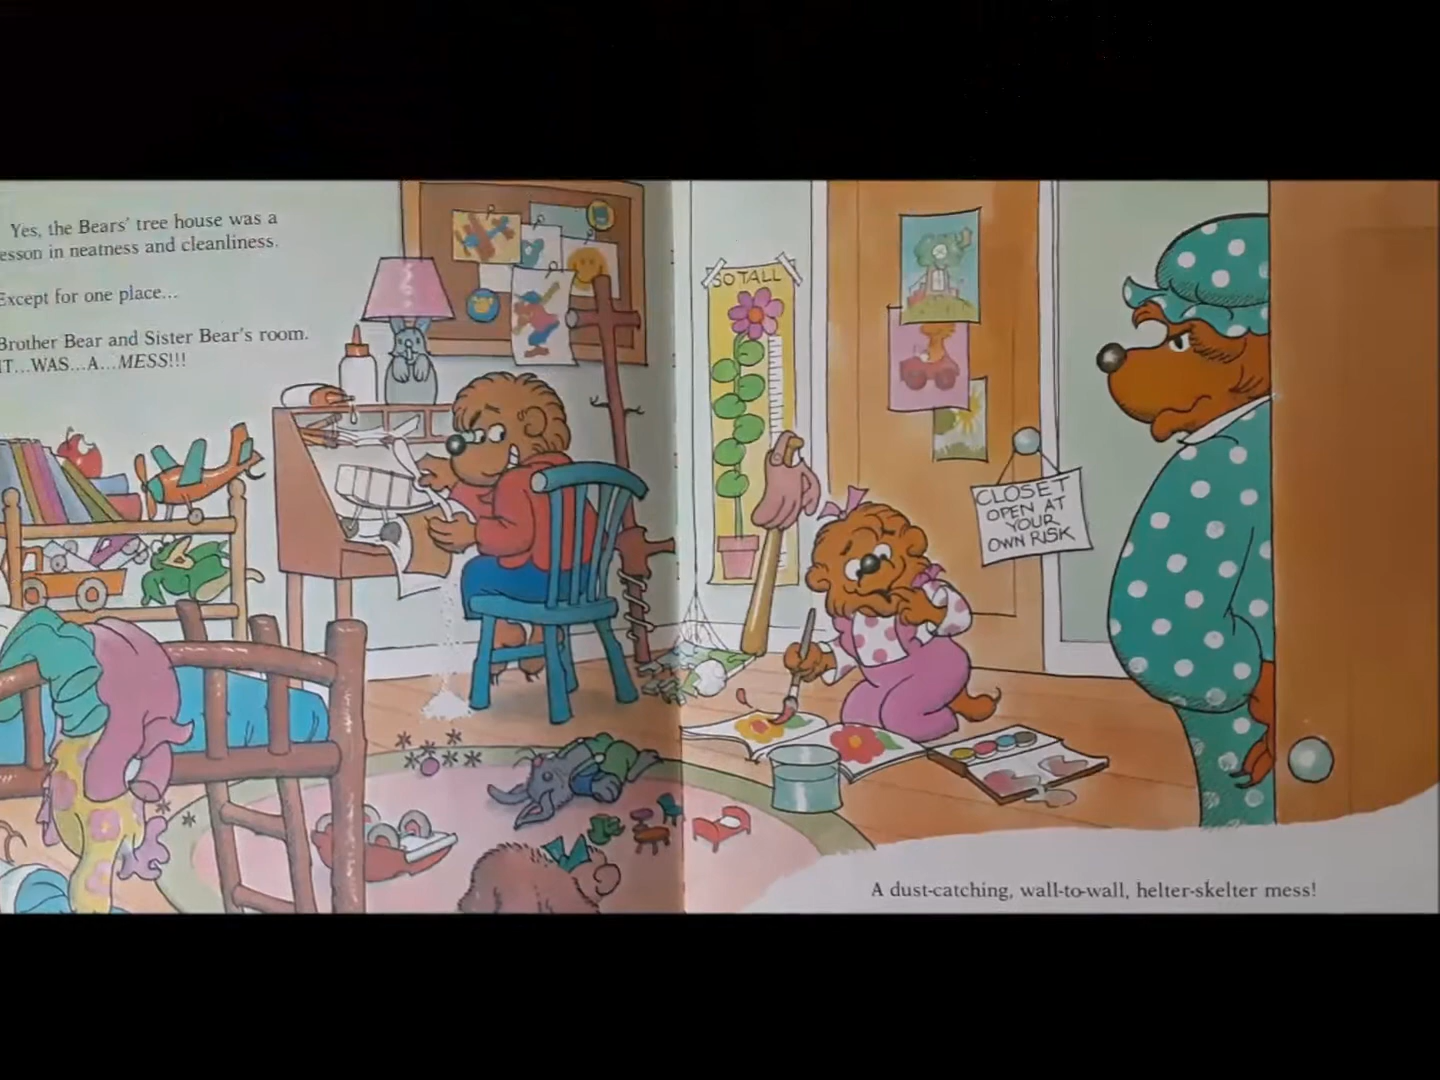 Yes, the Bears' tree house was a
esson in neatness and cleanliness.
Except for one place...
Brother Bear and Sister Bear's room.
IT...WAS...A...MESS!!!
SO TALL
CLOSET
OPEN AT
YOUR
OWN RISK
A dust-catching, wall-to-wall, helter-skelter mess!